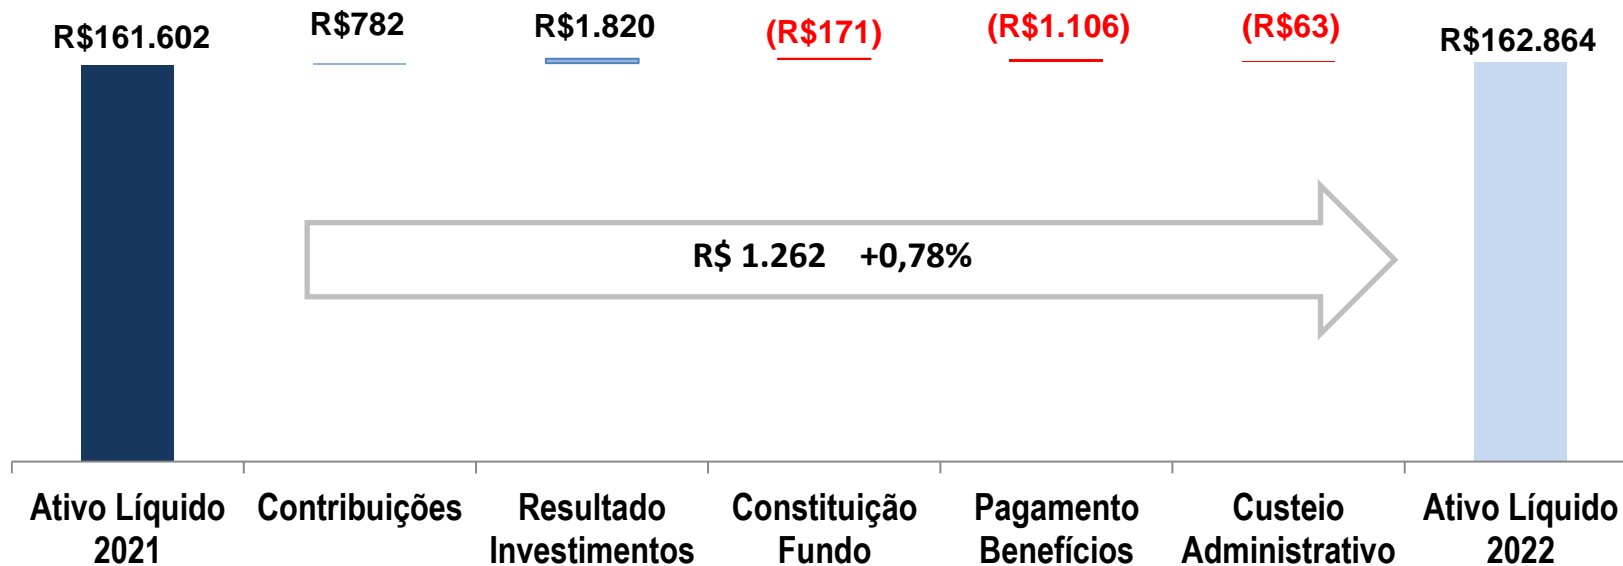 R$161.602
R$782
R$1.820
(R$171)
(R$1.106)
(R$63)
R$162.864
R$ 1.262 +0,78%
Ativo Líquido
2021
Contribuições
Resultado
Investimentos
Constituição
Fundo
Pagamento
Benefícios
Custeio
Administrativo
Ativo Líquido
2022